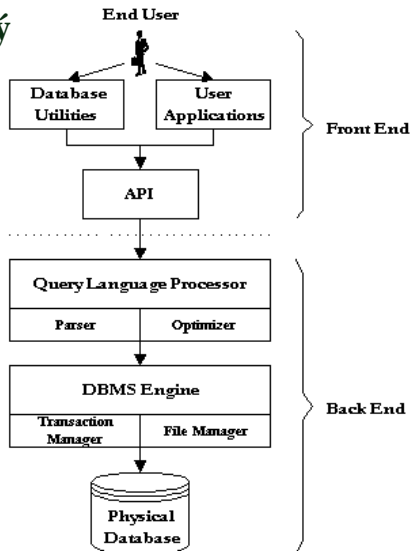 ý
End User
Database
Utilities
User
Applications
Front End
API
Query Language Processor
Parser
Optimizer
DBMS Engine
Back End
Transaction
Manager
File Manager
Physical
Database